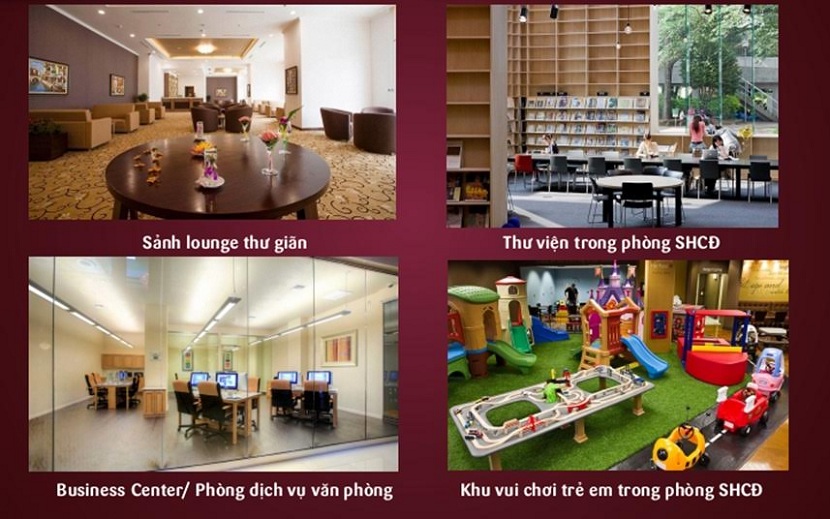 Sảnh lounge thư giãn
Thư viện trong phòng SHCĐ
Business Center/ Phòng dịch vụ văn phòng
Khu vui chơi trẻ em trong phòng SHCĐ